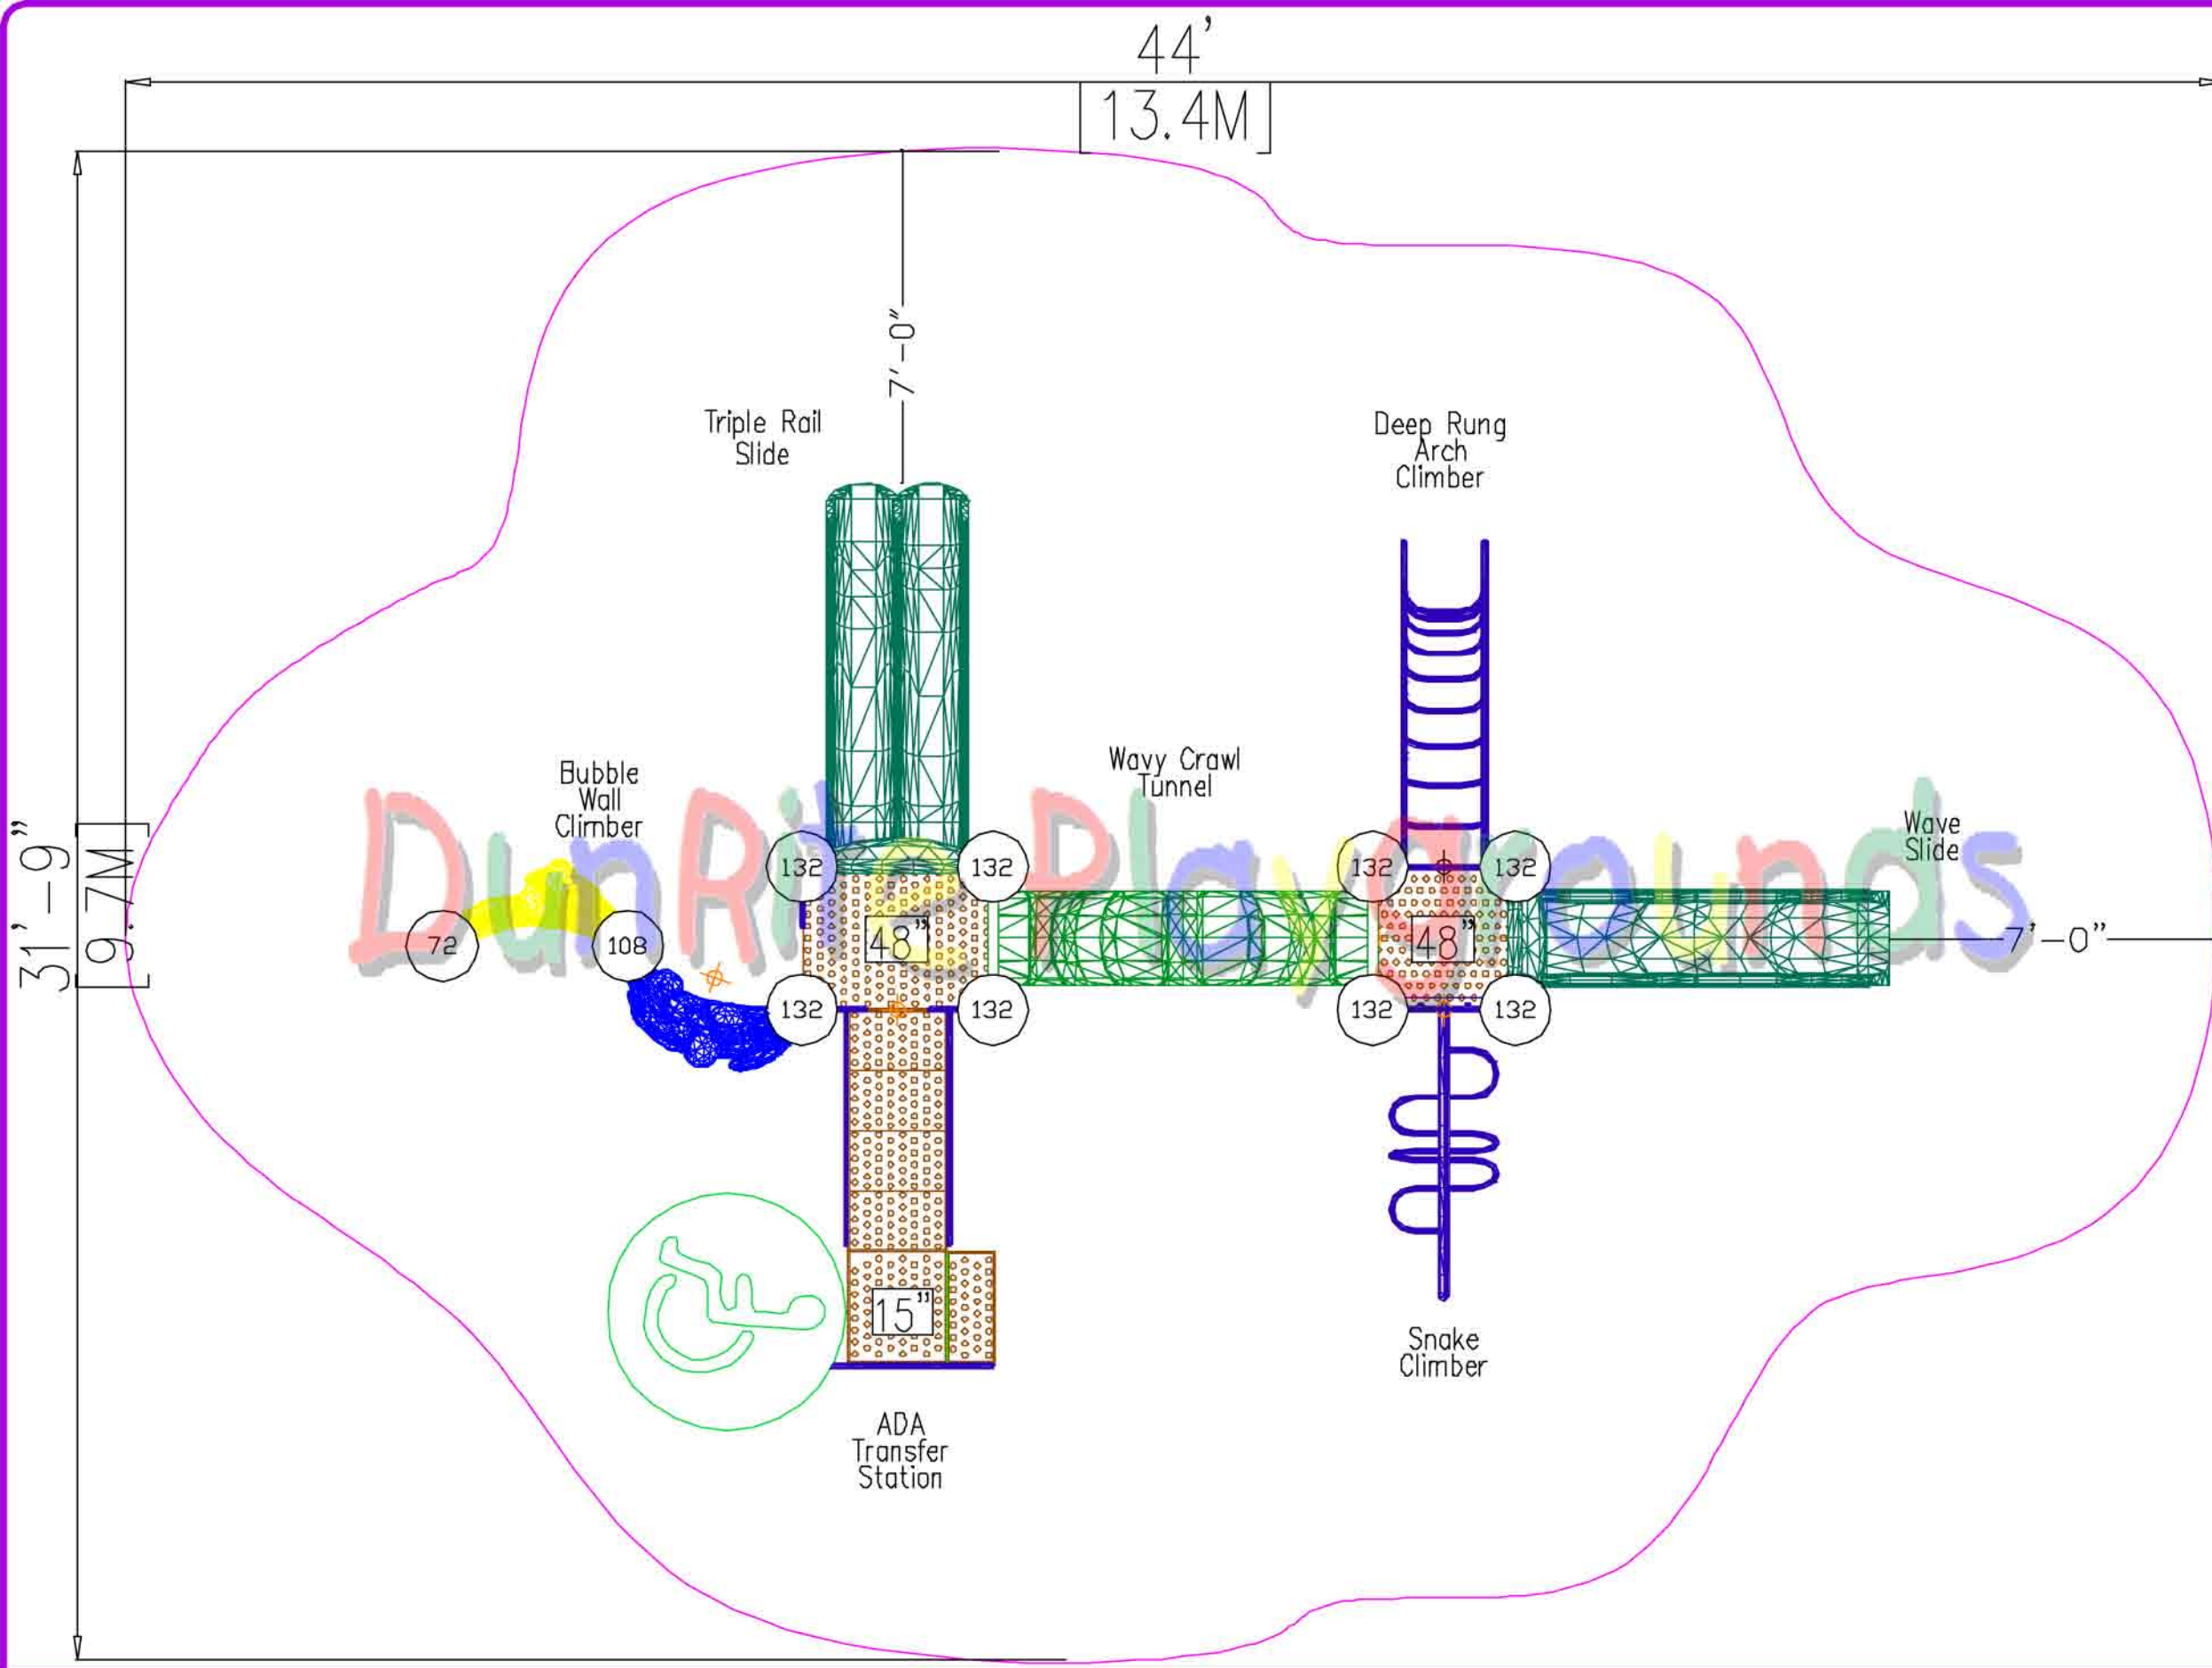 44'
[13.4M]
7'-0"
Triple Rail
Slide
Deep Rung
Arch
Climber
Bubble
Wall
Climber
Wavy Crawl
Tunnel
Wave
Slide
31'-9"
[9.7M]
DunRite Playgrounds
132
132
132
132
72
108
48"
48"
7'-0"
132
132
132
132
15"
Snake
Climber
ADA
Transfer
Station